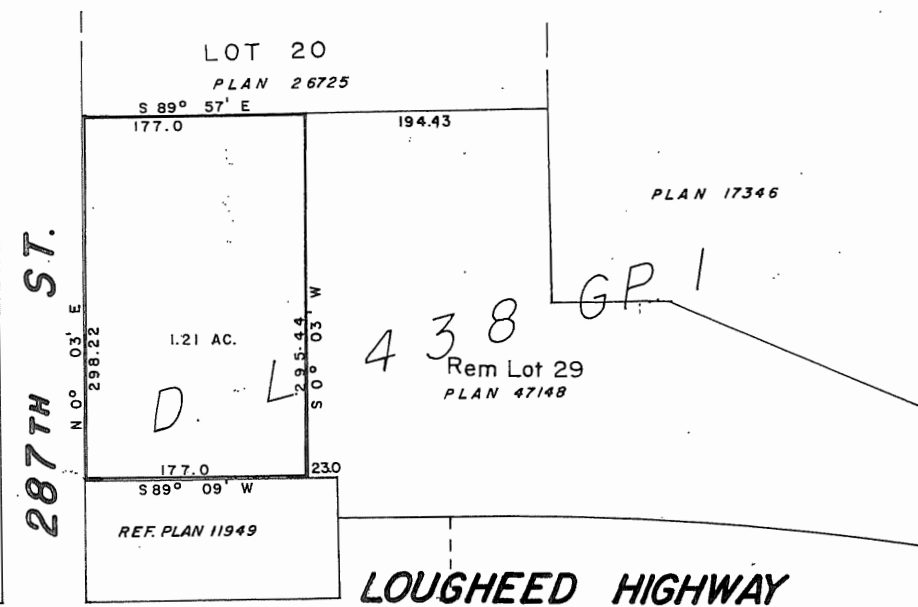 LOT 20
PLAN 26725
S 89° 57' E
177.0
194.43
PLAN 17346
287TH ST.
N 0° 03' E
298.22
1.21 AC.
295.44
S 0° 03' W
D L 438 GP 1
Rem Lot 29
PLAN 47148
177.0
23.0
S 89° 09' W
REF. PLAN 11949
LOUGHEED HIGHWAY